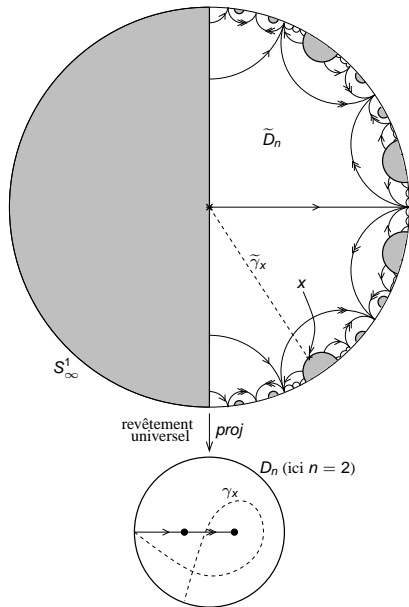 D̃ₙ
γ̃ₓ
x
S¹∞
revêtement
universel
proj
Dₙ (ici n = 2)
γₓ